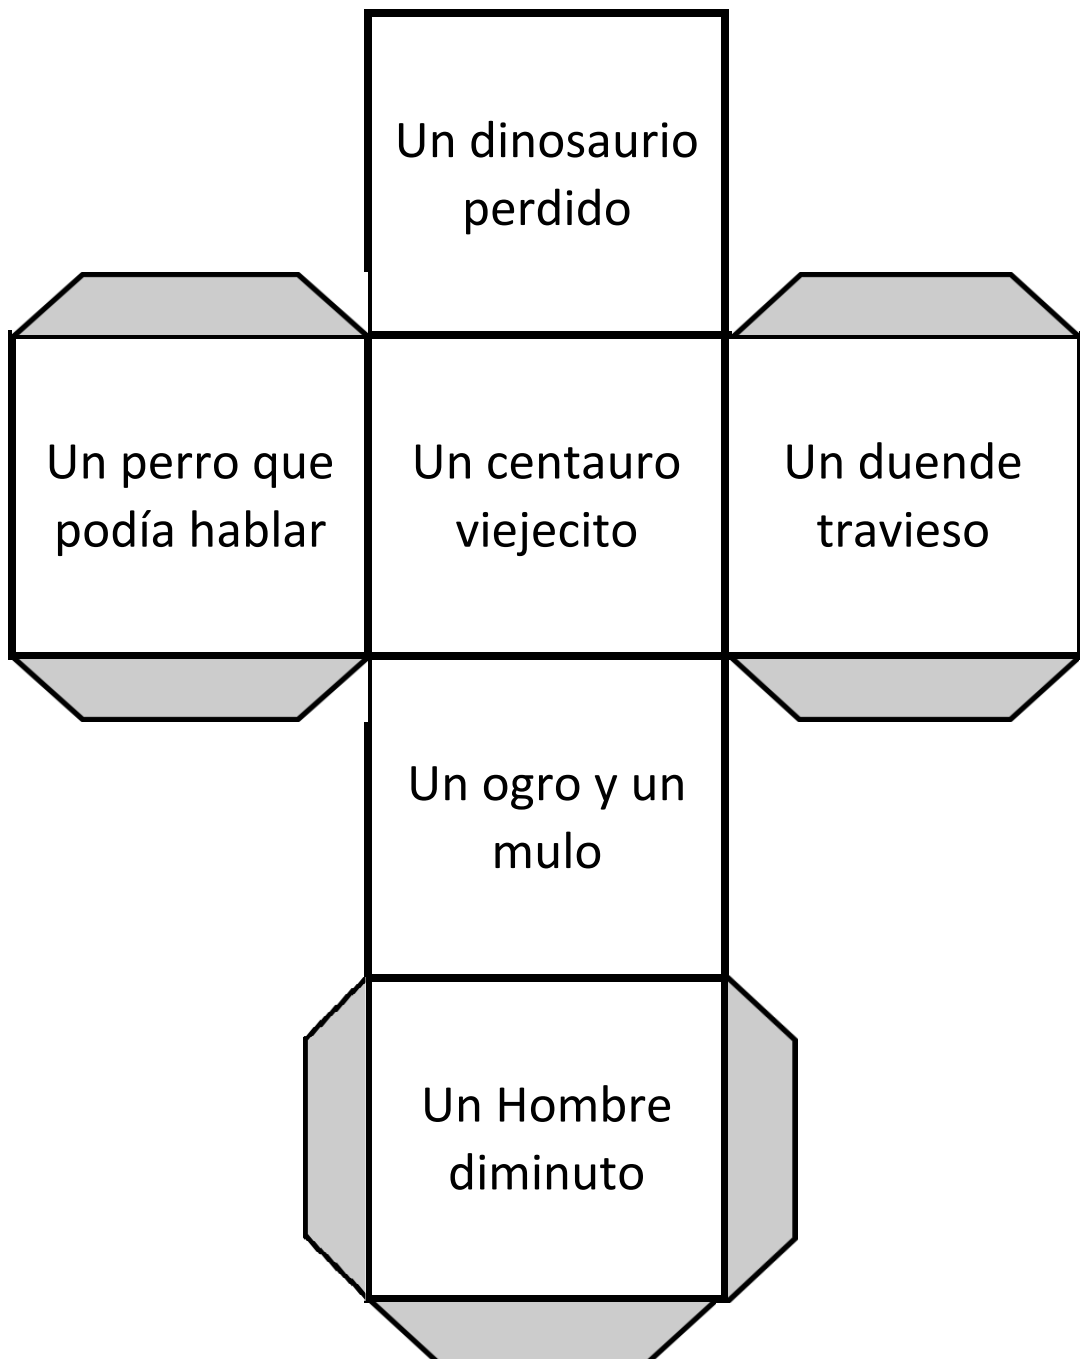 Un dinosaurio
perdido
Un perro que
podía hablar
Un centauro
viejecito
Un duende
travieso
Un ogro y un
mulo
Un Hombre
diminuto